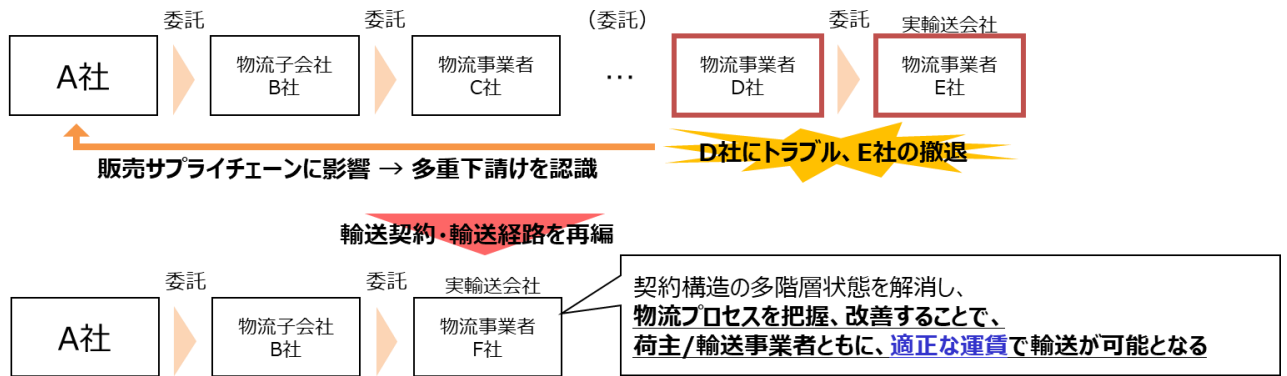 委託
委託
（委託）
委託
実輸送会社
A社
物流子会社
B社
物流事業者
C社
…
物流事業者
D社
物流事業者
E社
D社にトラブル、E社の撤退
販売サプライチェーンに影響 → 多重下請けを認識
輸送契約・輸送経路を再編
委託
委託
実輸送会社
A社
物流子会社
B社
物流事業者
F社
契約構造の多階層状態を解消し、
物流プロセスを把握、改善することで、
荷主/輸送事業者ともに、適正な運賃で輸送が可能となる